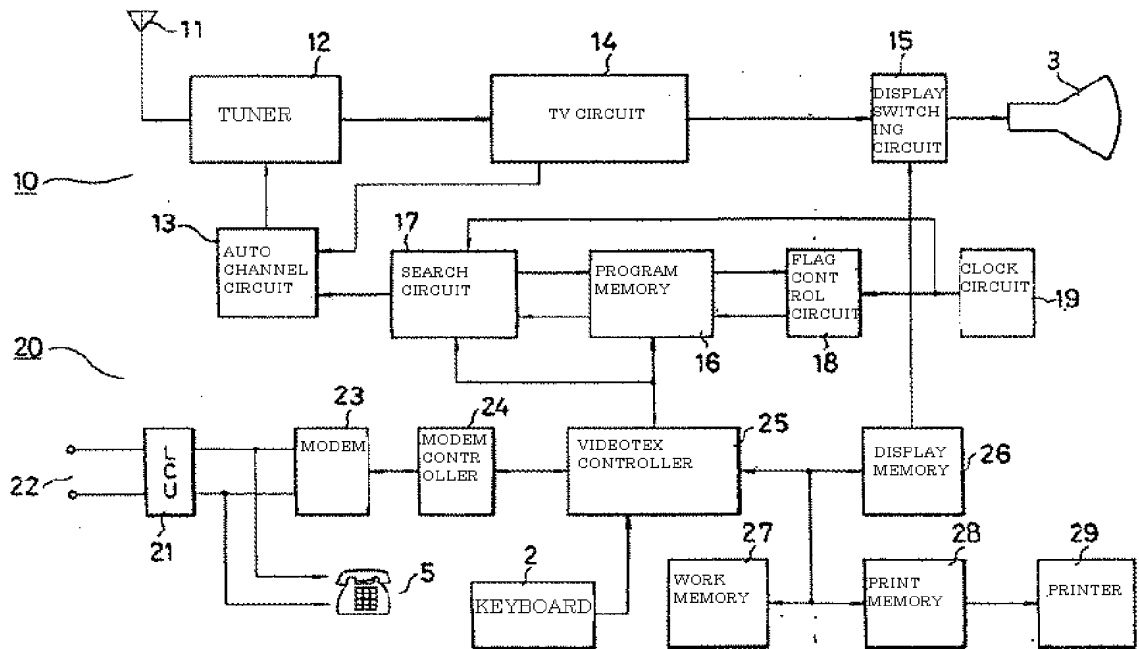 11
12
TUNER
14
TV CIRCUIT
15
DISPLAY
SWITCH
ING
CIRCUIT
3
10
13
AUTO
CHANNEL
CIRCUIT
17
SEARCH
CIRCUIT
PROGRAM
MEMORY
16
FLAG
CONT
ROL
CIRCUIT
18
CLOCK
CIRCUIT
19
20
22
LCU
21
23
MODEM
24
MODEM
CONTR
OLLER
VIDEOTEX
CONTROLLER
25
DISPLAY
MEMORY
26
5
2
KEYBOARD
27
WORK
MEMORY
28
PRINT
MEMORY
29
PRINTER